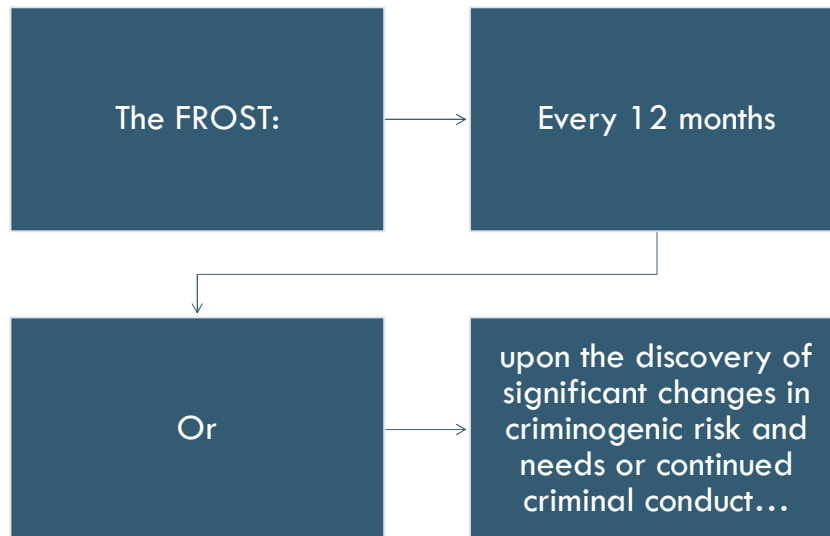 The FROST:
Every 12 months
Or
upon the discovery of
significant changes in
criminogenic risk and
needs or continued
criminal conduct…